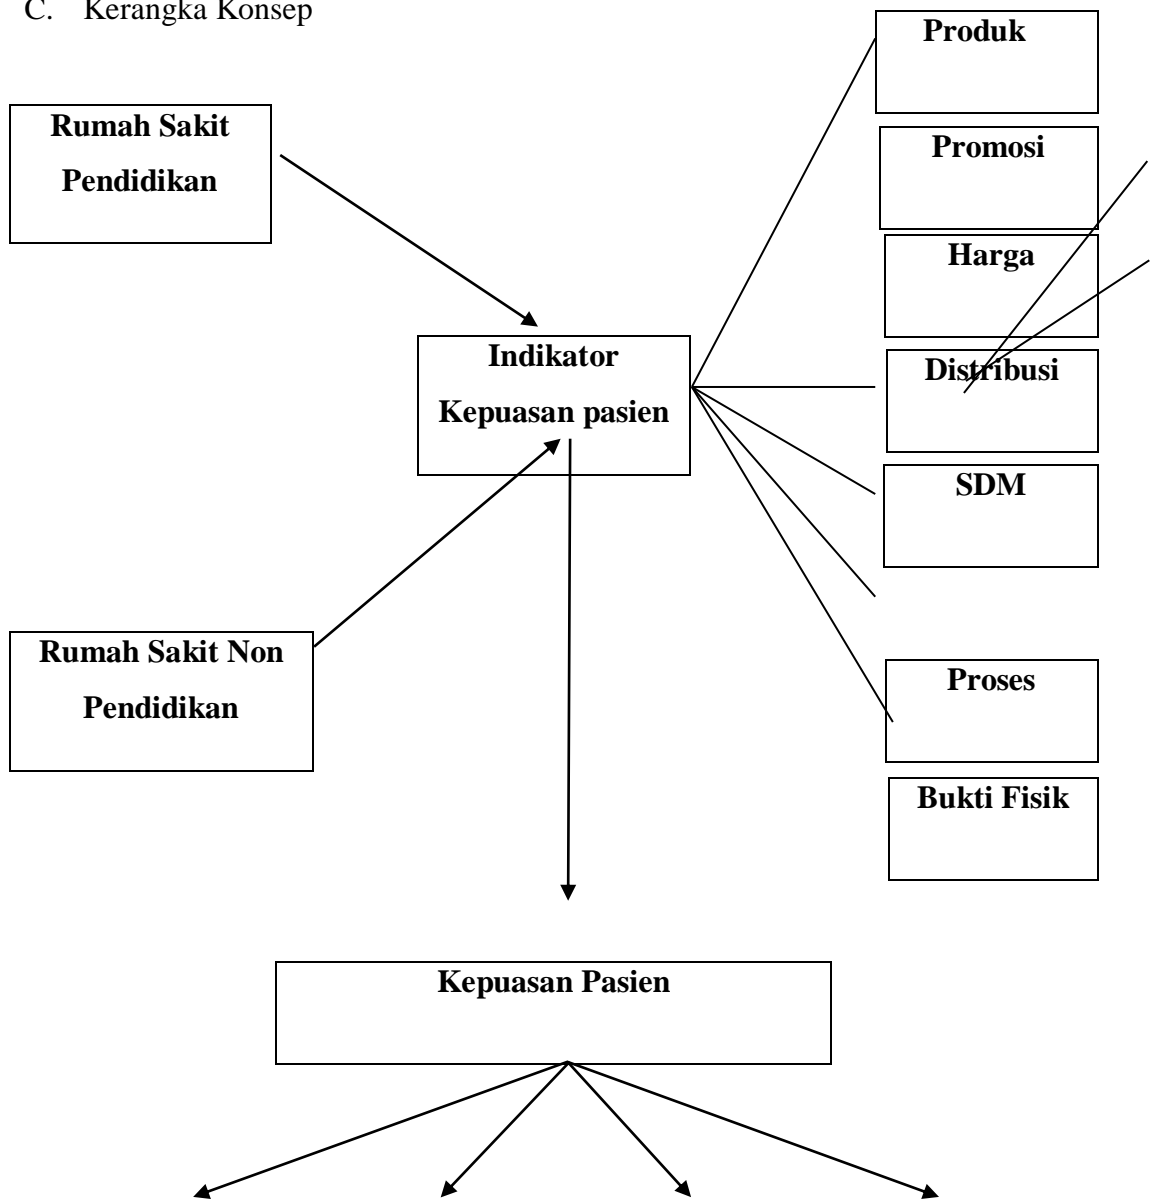 C. Kerangka Konsep
Produk
Rumah Sakit
Pendidikan
Promosi
Harga
Indikator
Kepuasan pasien
Distribusi
SDM
Rumah Sakit Non
Pendidikan
Proses
Bukti Fisik
Kepuasan Pasien